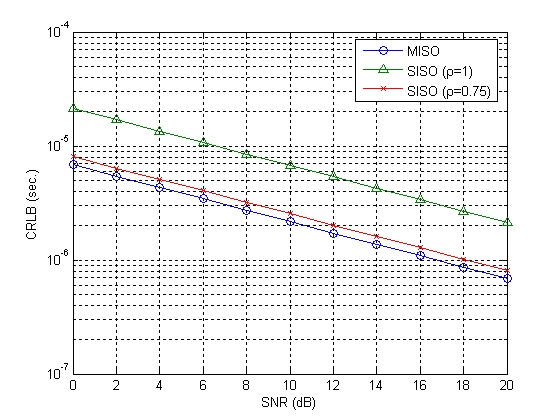 10^-4
10^-5
10^-6
10^-7
CRLB (sec.)
MISO
SISO (ρ=1)
SISO (ρ=0.75)
0 2 4 6 8 10 12 14 16 18 20
SNR (dB)